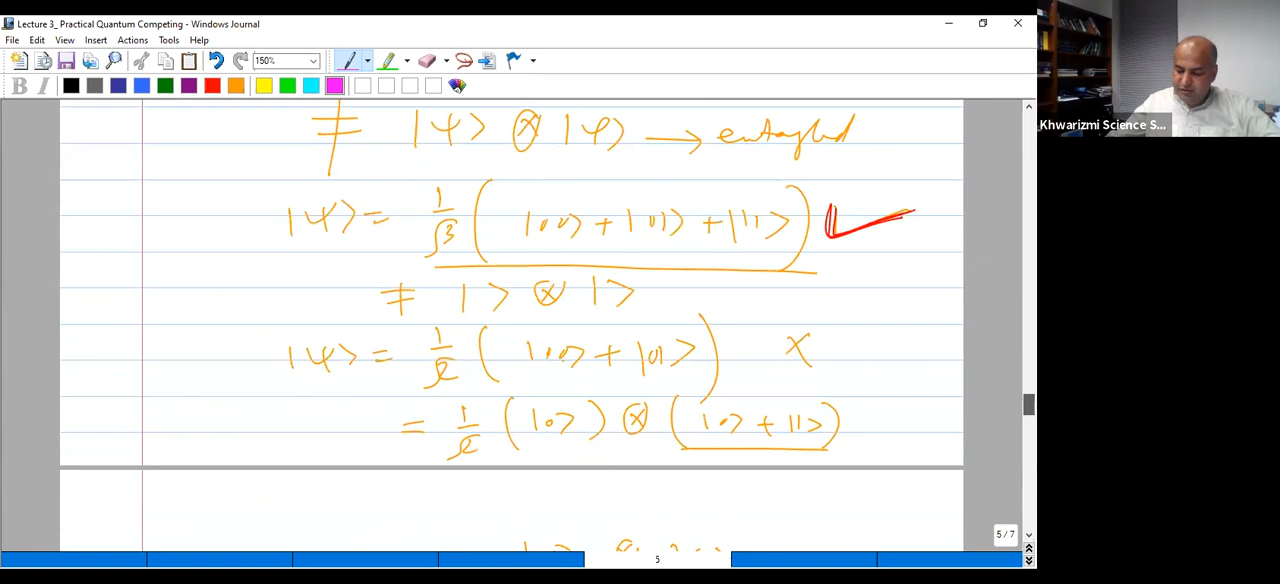 Lecture 3_ Practical Quantum Competing - Windows Journal
File Edit View Insert Actions Tools Help
150%
B I
≠ |ψ> ⊗ |φ> → entangled
|ψ> = 1/√3 ( |00> + |01> + |11> ) ✓
≠ | > ⊗ | >
|ψ> = 1/√2 ( |00> + |01> ) X
= 1/√2 ( |0> ) ⊗ ( |0> + |1> )
5 / 7
5
Khwarizmi Science S...